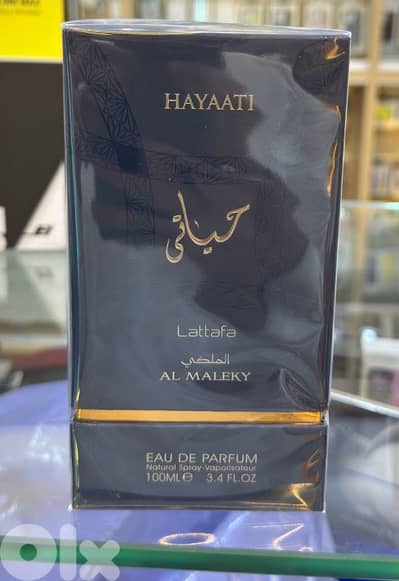 HAYAATI
حياتي
Lattafa
الملكي
AL MALEKY
EAU DE PARFUM
Natural Spray-Vaporisateur
100ML℮ 3.4 FL.OZ
Olx